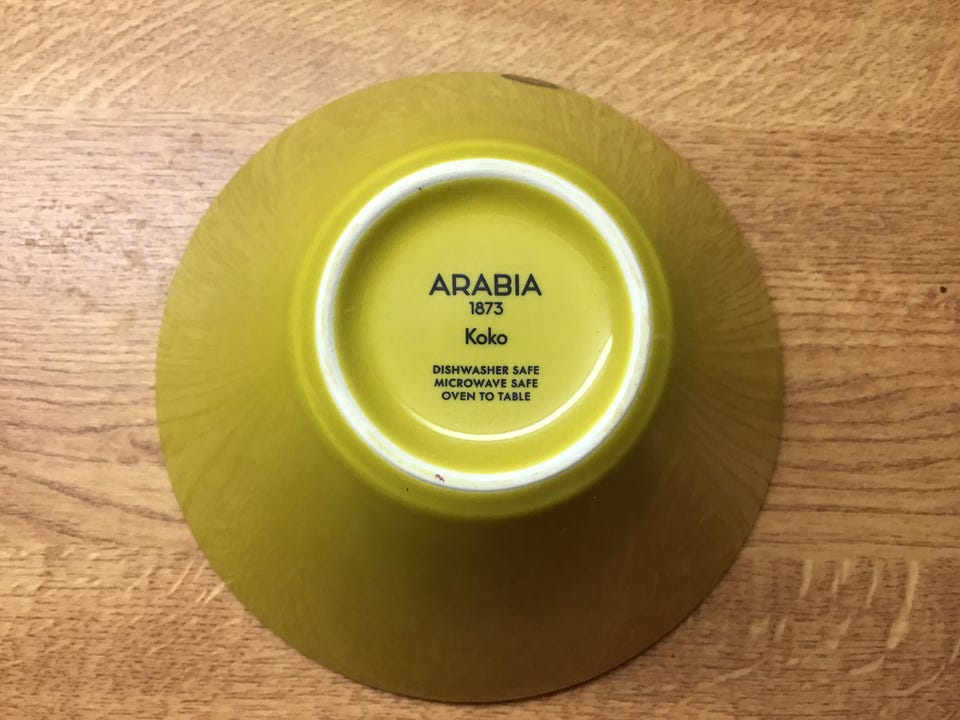 ARABIA
1873
Koko
DISHWASHER SAFE
MICROWAVE SAFE
OVEN TO TABLE